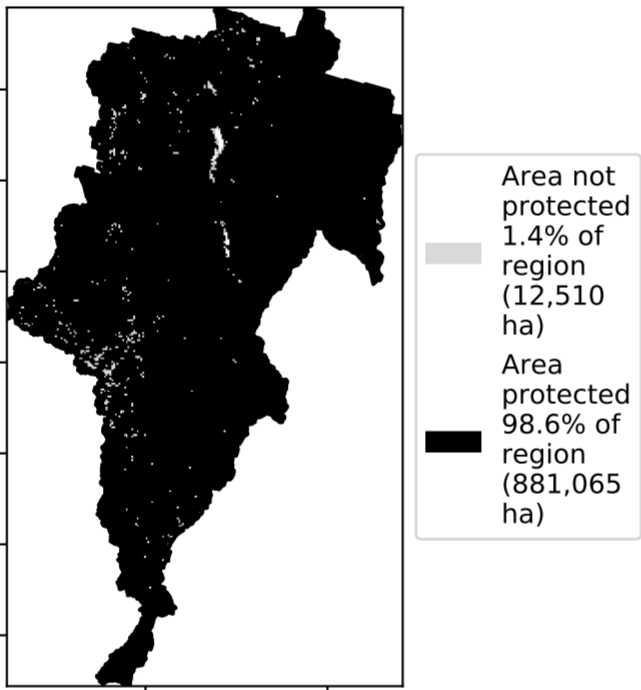 Area not
protected
1.4% of
region
(12,510
ha)
Area
protected
98.6% of
region
(881,065
ha)